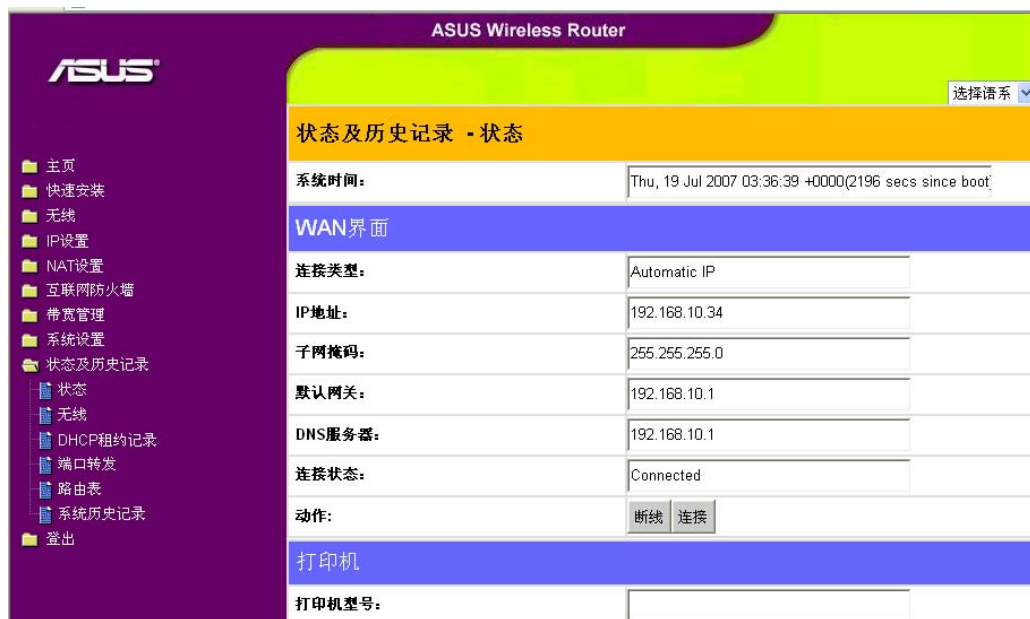 ASUS Wireless Router
ASUS
选择语系
状态及历史记录 - 状态
主页
快速安装
无线
IP设置
NAT设置
互联网防火墙
带宽管理
系统设置
状态及历史记录
状态
无线
DHCP租约记录
端口转发
路由表
系统历史记录
登出
系统时间: Thu, 19 Jul 2007 03:36:39 +0000(2196 secs since boot)
WAN界面
连接类型: Automatic IP
IP地址: 192.168.10.34
子网掩码: 255.255.255.0
默认网关: 192.168.10.1
DNS服务器: 192.168.10.1
连接状态: Connected
动作: 断线 连接
打印机
打印机型号: